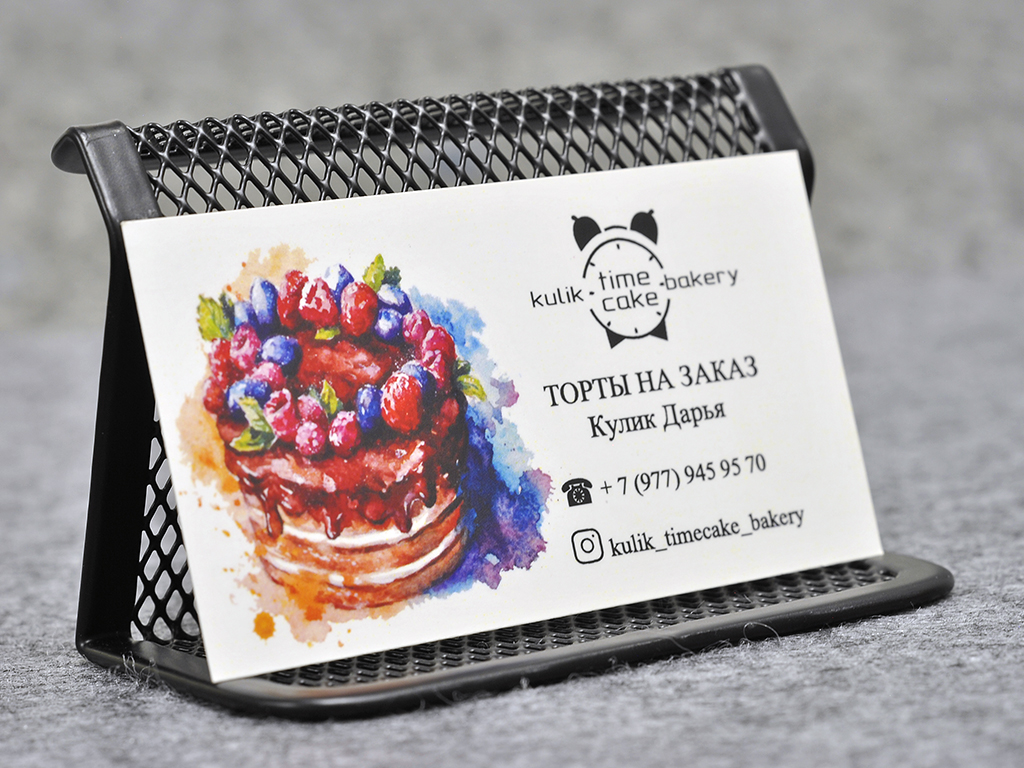 kulik time bakery
cake
ТОРТЫ НА ЗАКАЗ
Кулик Дарья
+ 7 (977) 945 95 70
kulik_timecake_bakery